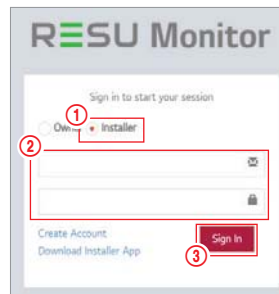 RESU Monitor
Sign in to start your session
① Owner Installer
②
Create Account
Sign In
Download Installer App
③